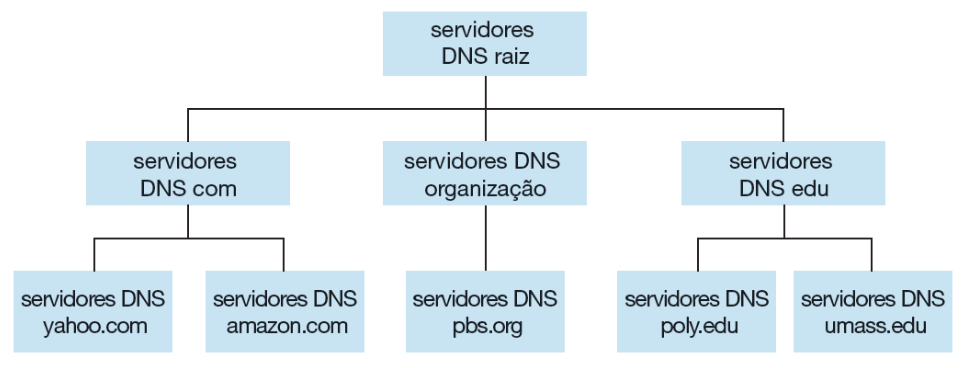 servidores
DNS raiz
servidores
DNS com
servidores DNS
organização
servidores
DNS edu
servidores DNS
yahoo.com
servidores DNS
amazon.com
servidores DNS
pbs.org
servidores DNS
poly.edu
servidores DNS
umass.edu